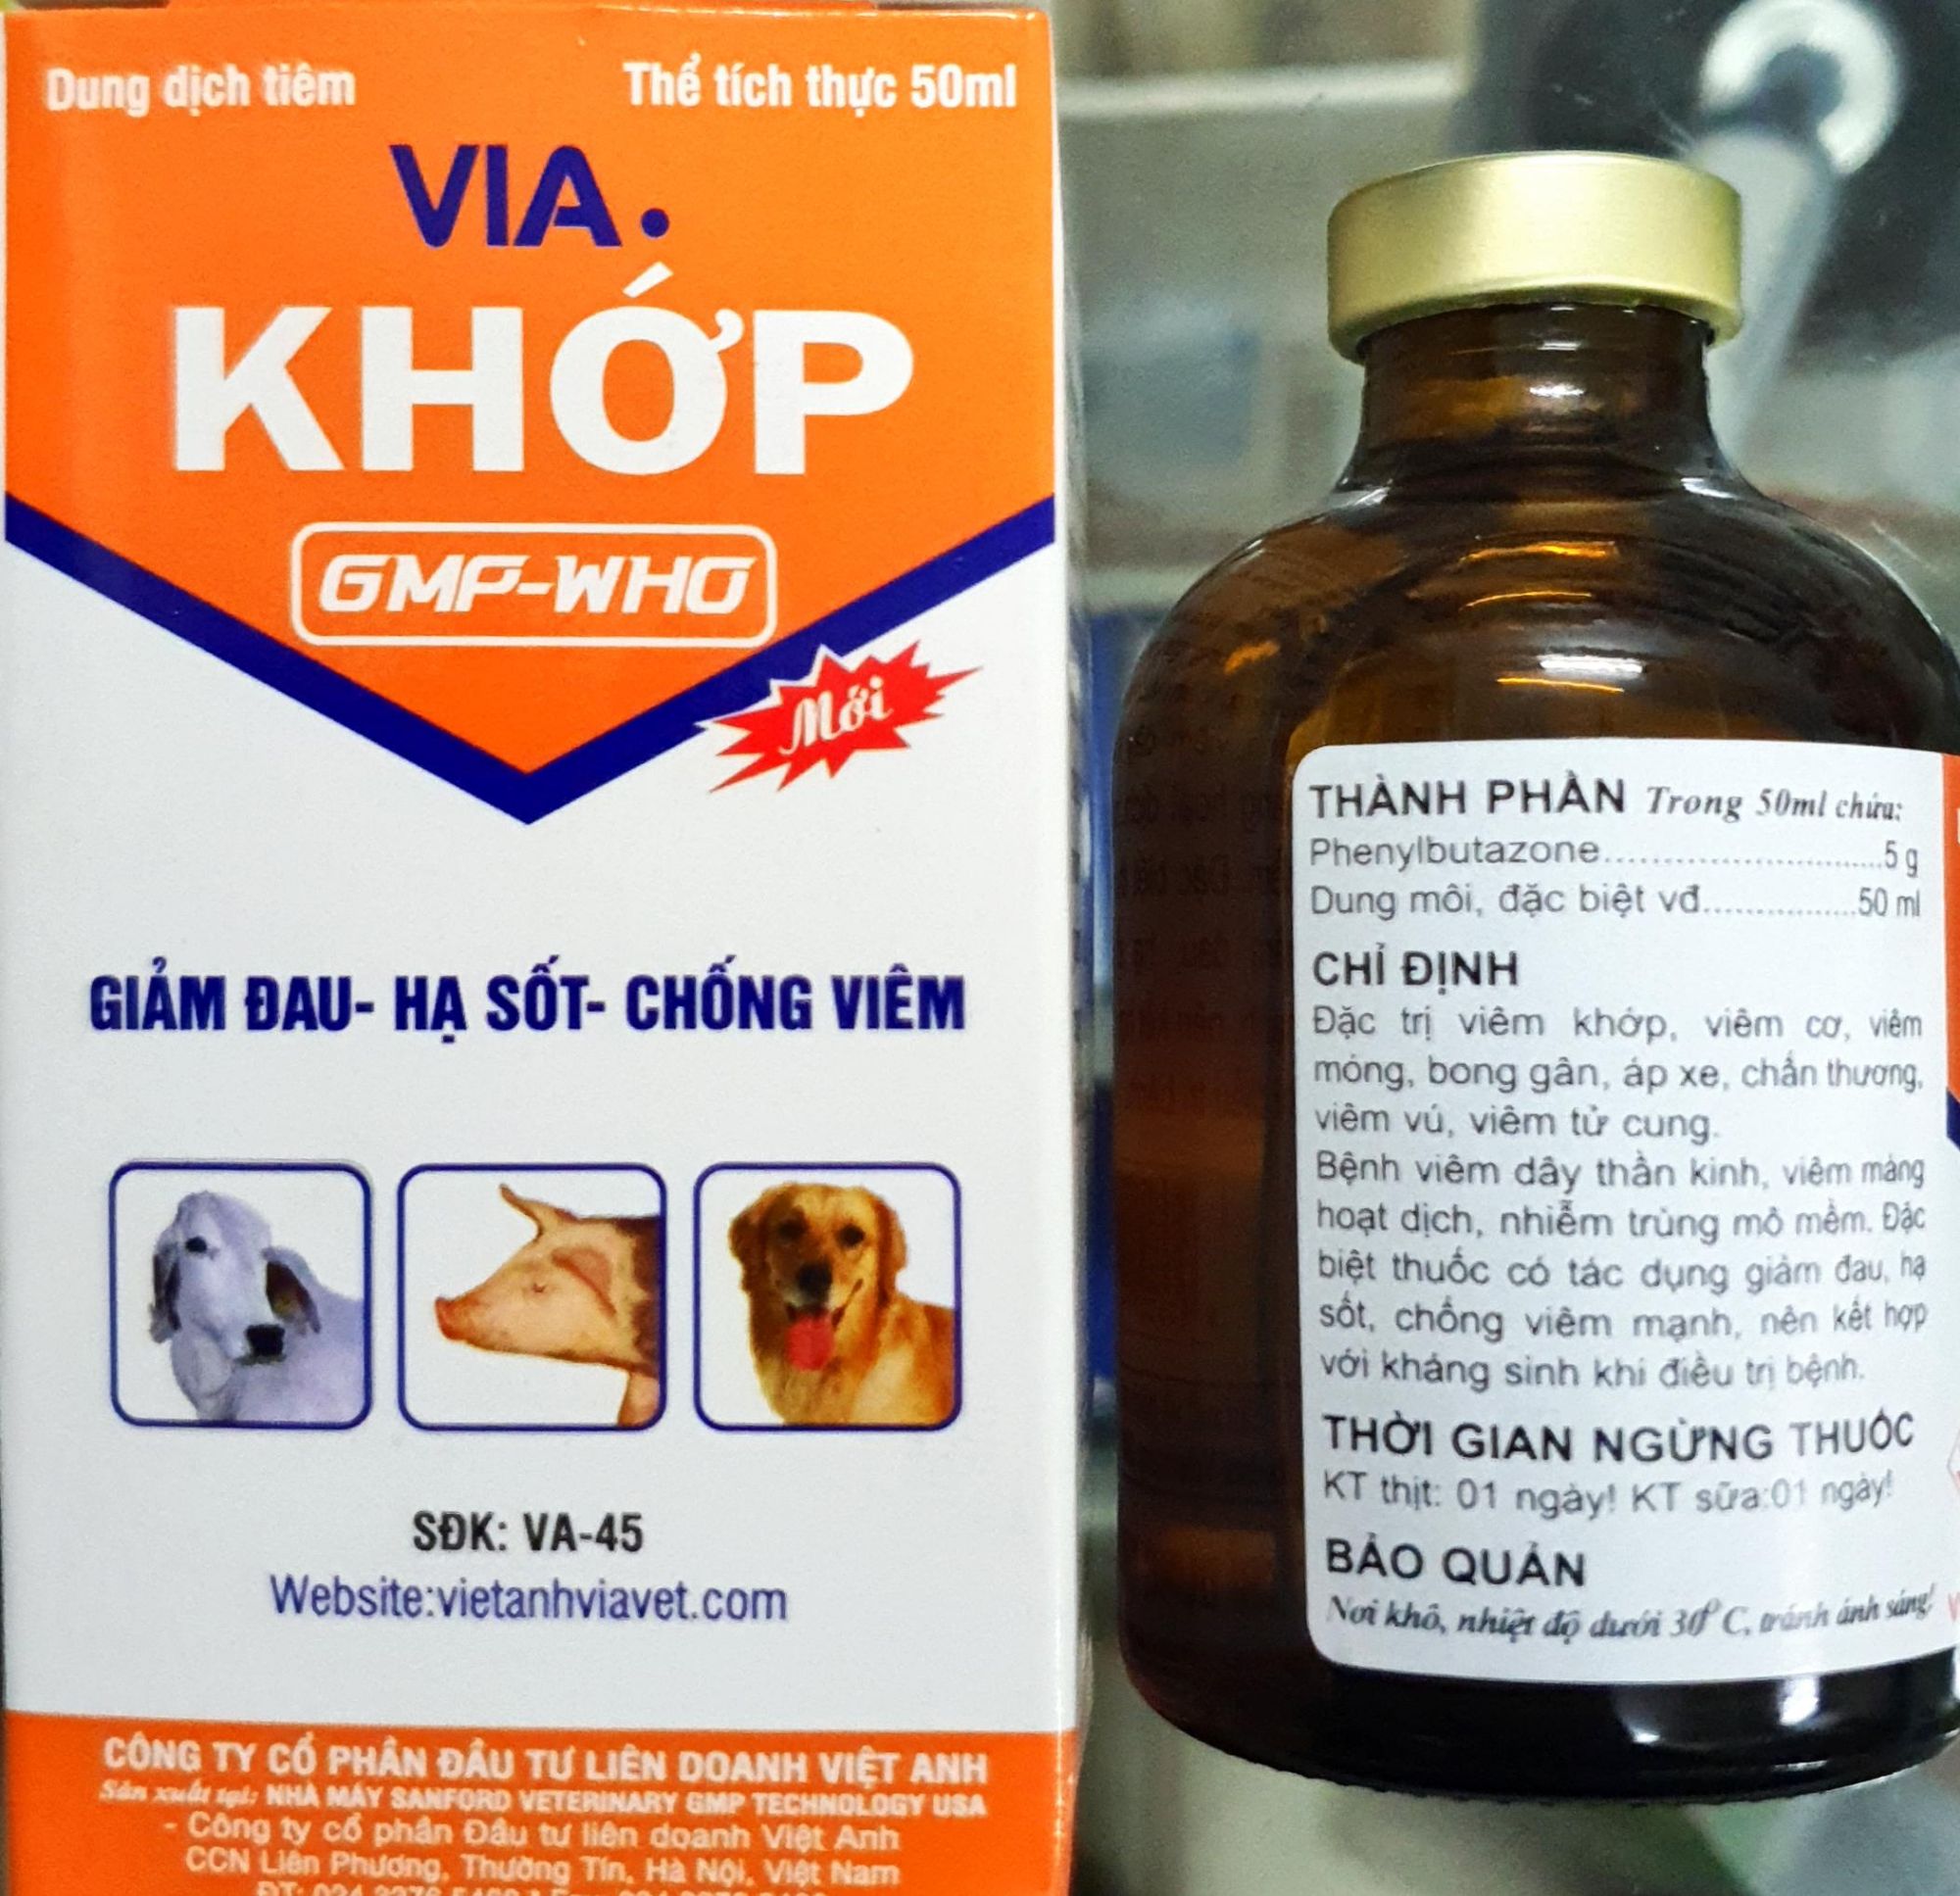 Dung dịch tiêm
Thể tích thực 50ml
VIA.
KHỚP
GMP-WHO
Mới
GIẢM ĐAU- HẠ SỐT- CHỐNG VIÊM
SĐK: VA-45
Website:vietanhviavet.com
CÔNG TY CỔ PHẦN ĐẦU TƯ LIÊN DOANH VIỆT ANH
Sản xuất tại: NHÀ MÁY SANFORD VETERINARY GMP TECHNOLOGY USA
- Công ty cổ phần Đầu tư liên doanh Việt Anh
CCN Liên Phương, Thường Tín, Hà Nội, Việt Nam
THÀNH PHẦN Trong 50ml chứa:
Phenylbutazone............................5 g
Dung môi, đặc biệt vđ................50 ml
CHỈ ĐỊNH
Đặc trị viêm khớp, viêm cơ, viêm
móng, bong gân, áp xe, chấn thương,
viêm vú, viêm tử cung.
Bệnh viêm dây thần kinh, viêm màng
hoạt dịch, nhiễm trùng mô mềm. Đặc
biệt thuốc có tác dụng giảm đau, hạ
sốt, chống viêm mạnh, nên kết hợp
với kháng sinh khi điều trị bệnh.
THỜI GIAN NGỪNG THUỐC
KT thịt: 01 ngày! KT sữa:01 ngày!
BẢO QUẢN
Nơi khô, nhiệt độ dưới 30⁰ C, tránh ánh sáng!